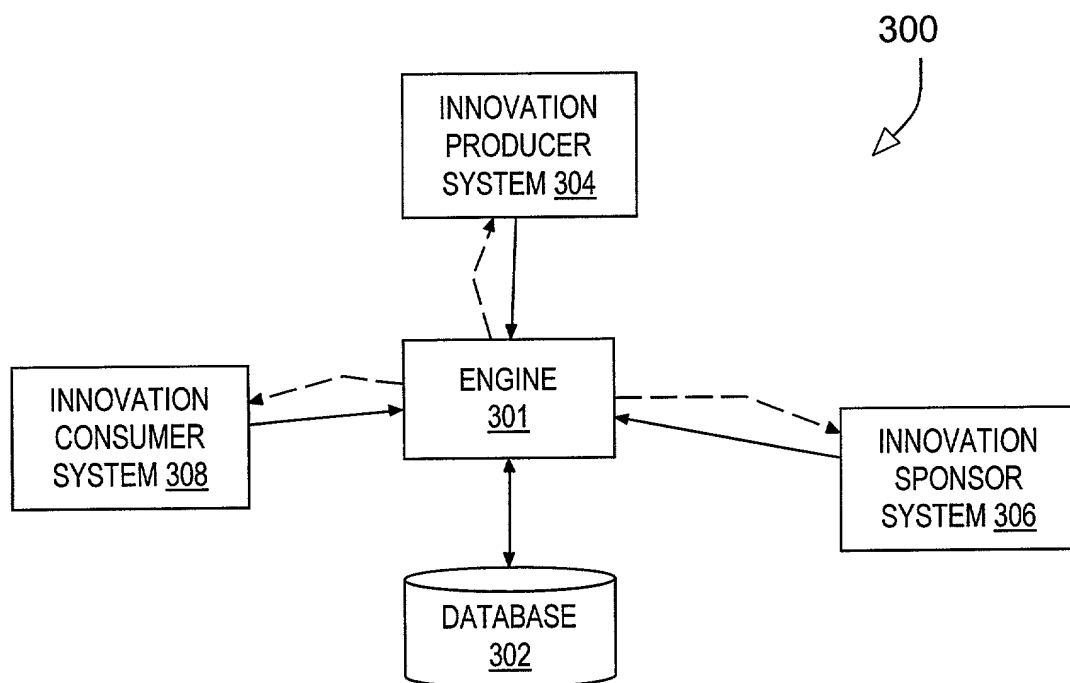 300
INNOVATION
PRODUCER
SYSTEM 304
ENGINE
301
INNOVATION
CONSUMER
SYSTEM 308
INNOVATION
SPONSOR
SYSTEM 306
DATABASE
302